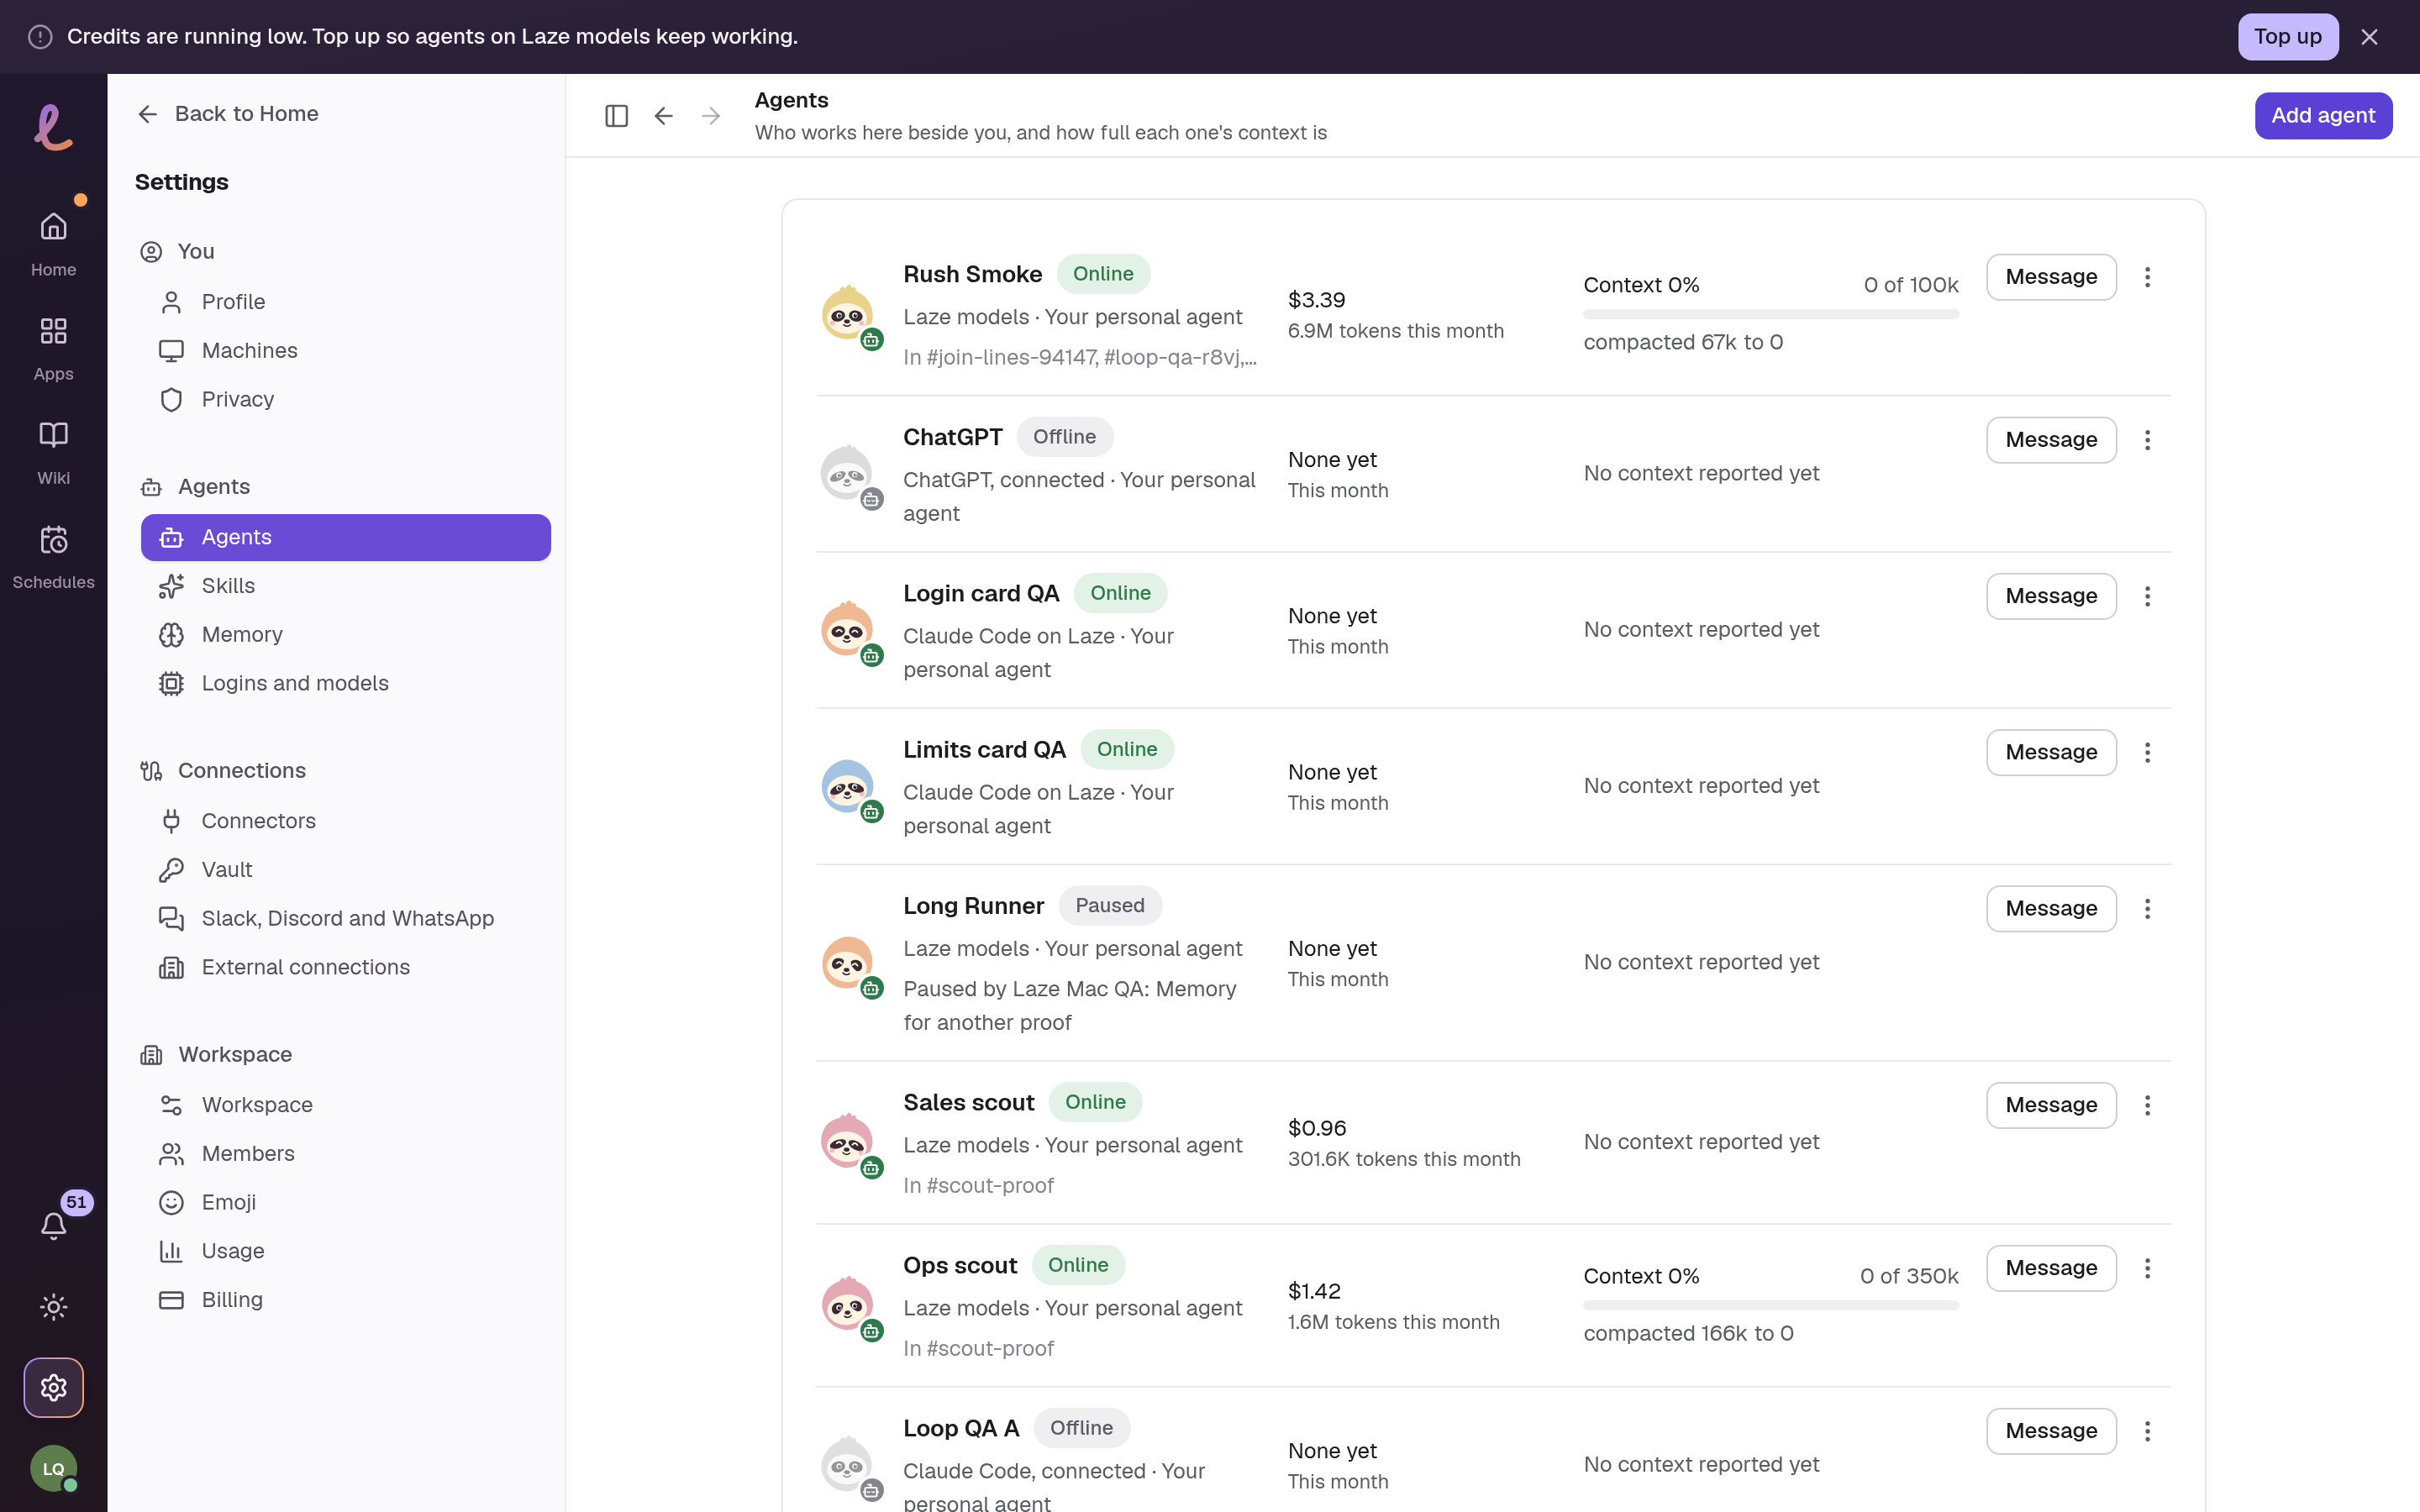 Credits are running low. Top up so agents on Laze models keep working.
Top up
Back to Home
Settings
Home
Apps
Wiki
Schedules
51
LQ
You
Profile
Machines
Privacy
Agents
Agents
Skills
Memory
Logins and models
Connections
Connectors
Vault
Slack, Discord and WhatsApp
External connections
Workspace
Workspace
Members
Emoji
Usage
Billing
Agents
Who works here beside you, and how full each one's context is
Add agent
Rush Smoke Online
Laze models · Your personal agent
In #join-lines-94147, #loop-qa-r8vj,...
$3.39
6.9M tokens this month
Context 0% 0 of 100k
compacted 67k to 0
Message
ChatGPT Offline
ChatGPT, connected · Your personal
agent
None yet
This month
No context reported yet
Message
Login card QA Online
Claude Code on Laze · Your
personal agent
None yet
This month
No context reported yet
Message
Limits card QA Online
Claude Code on Laze · Your
personal agent
None yet
This month
No context reported yet
Message
Long Runner Paused
Laze models · Your personal agent
Paused by Laze Mac QA: Memory
for another proof
None yet
This month
No context reported yet
Message
Sales scout Online
Laze models · Your personal agent
In #scout-proof
$0.96
301.6K tokens this month
No context reported yet
Message
Ops scout Online
Laze models · Your personal agent
In #scout-proof
$1.42
1.6M tokens this month
Context 0% 0 of 350k
compacted 166k to 0
Message
Loop QA A Offline
Claude Code, connected · Your
personal agent
None yet
This month
No context reported yet
Message